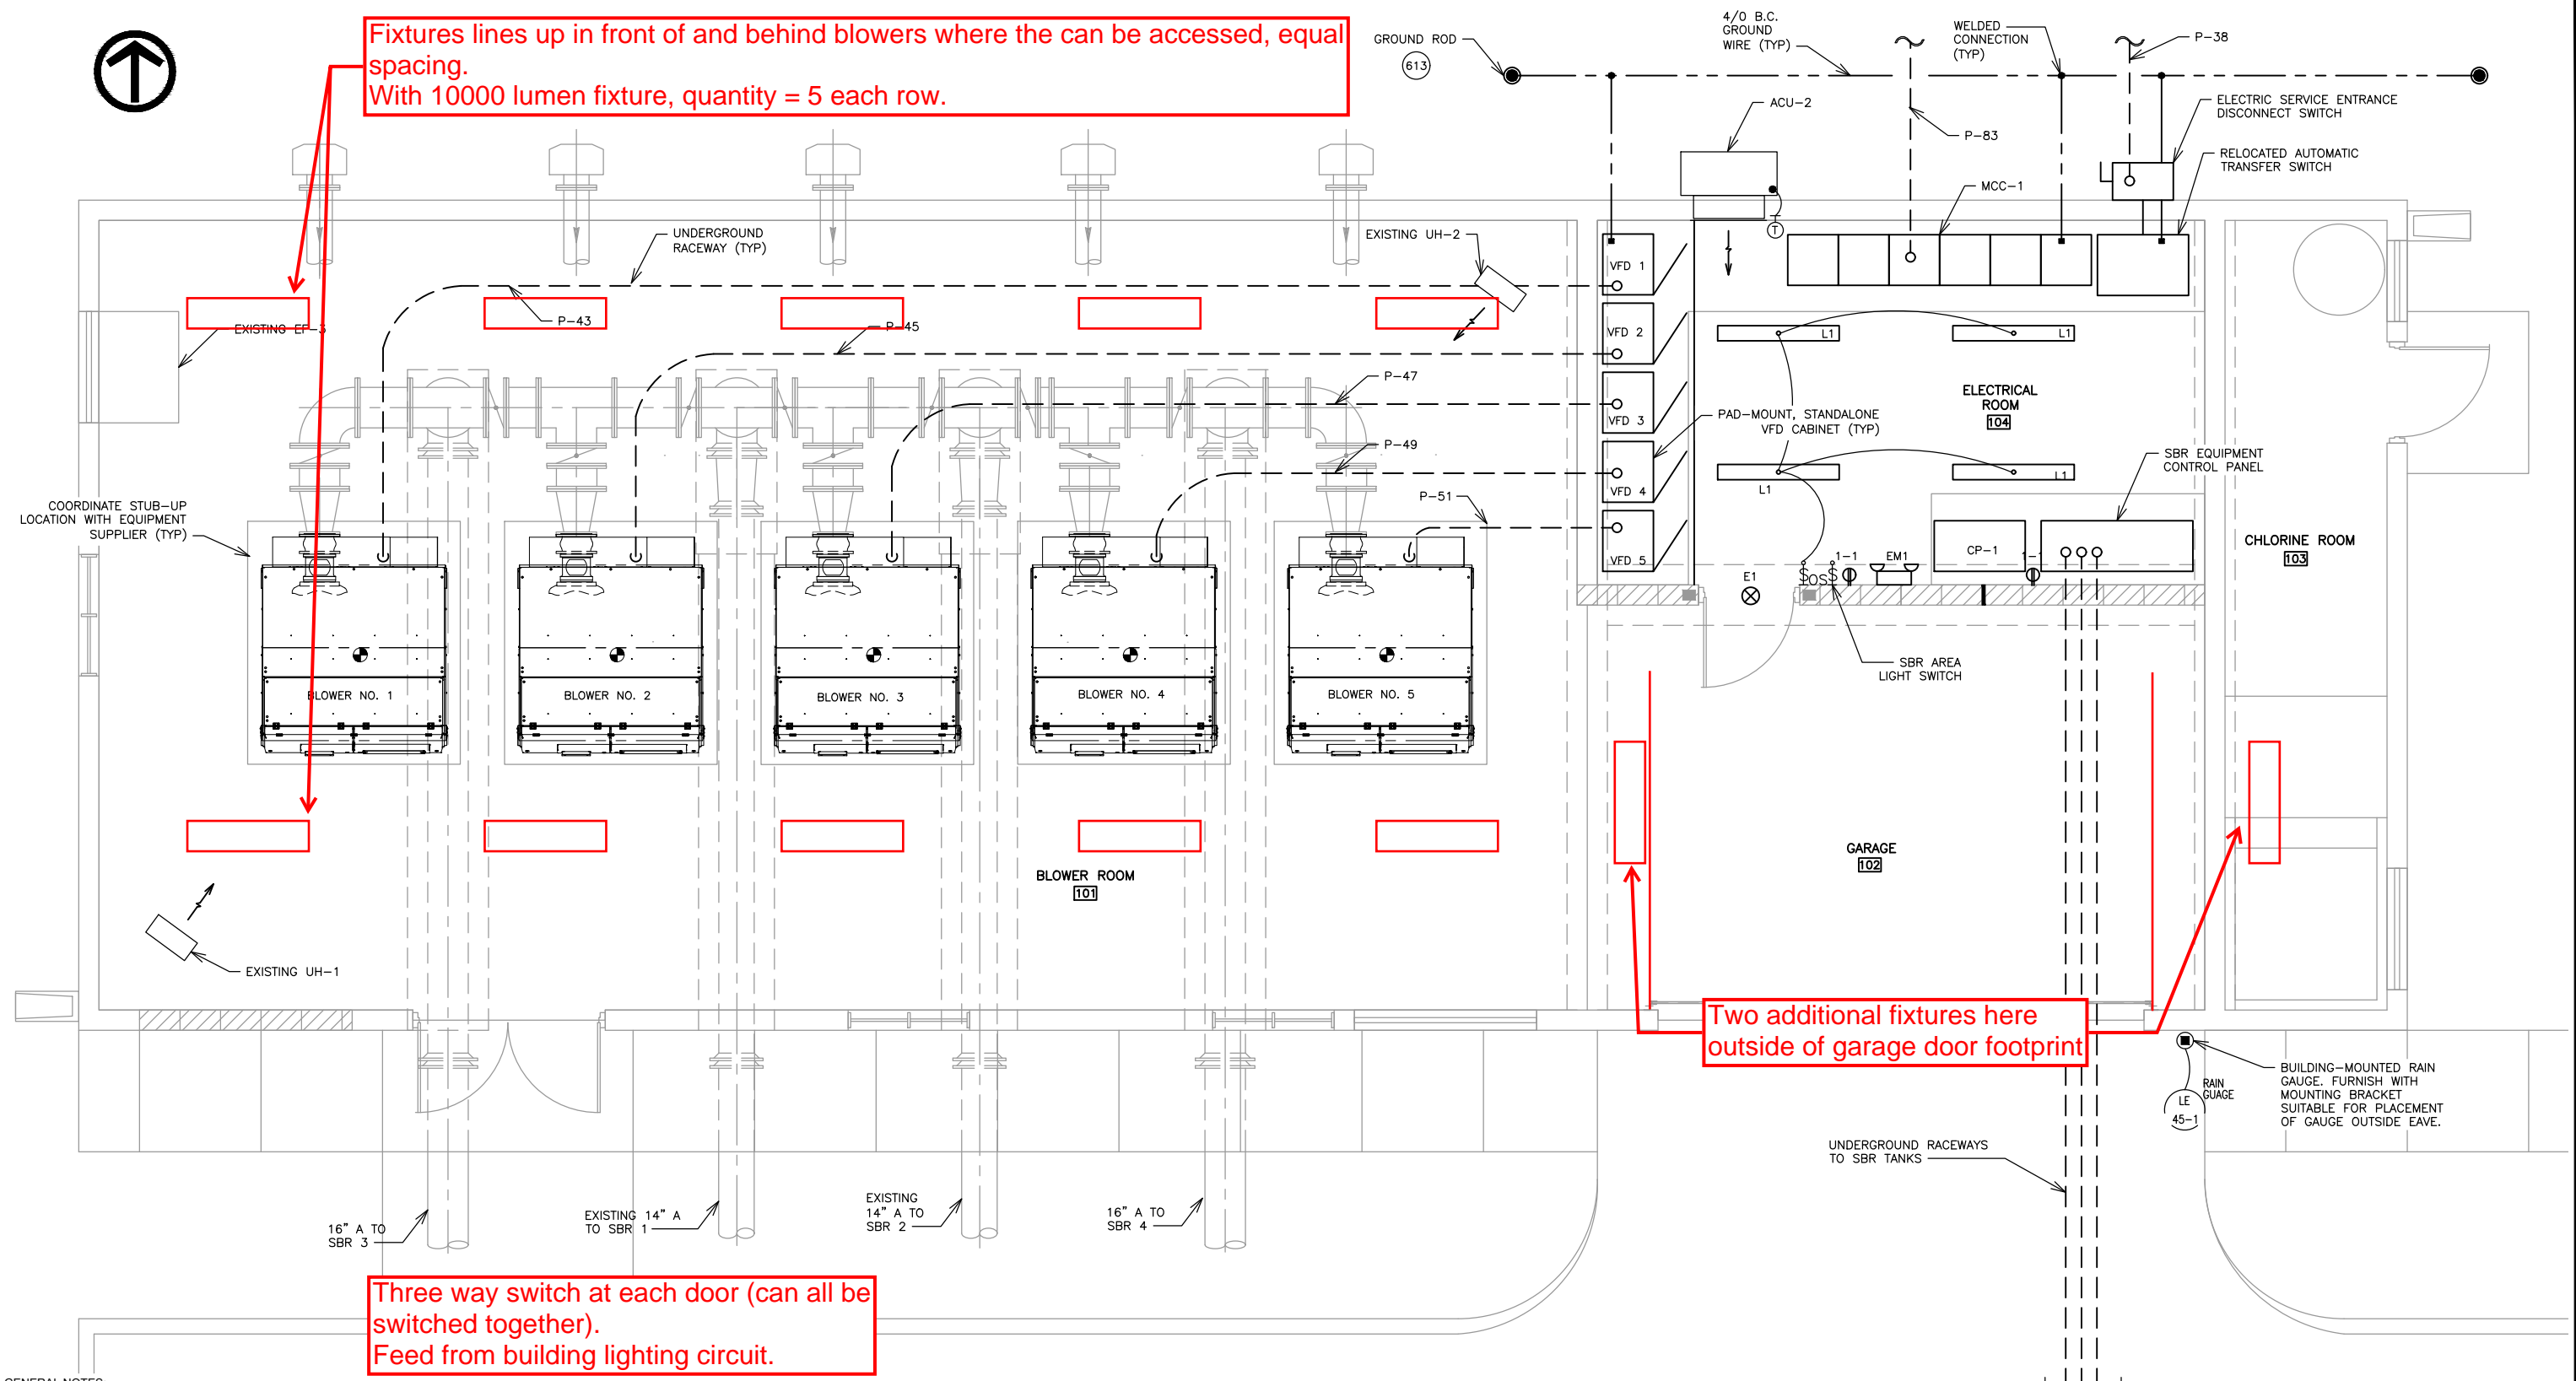 Fixtures lines up in front of and behind blowers where the can be accessed, equal
spacing.
With 10000 lumen fixture, quantity = 5 each row.
GROUND ROD
613
4/0 B.C.
GROUND
WIRE (TYP)
WELDED
CONNECTION
(TYP)
P-38
ACU-2
P-83
ELECTRIC SERVICE ENTRANCE
DISCONNECT SWITCH
RELOCATED AUTOMATIC
TRANSFER SWITCH
MCC-1
UNDERGROUND
RACEWAY (TYP)
EXISTING UH-2
T
VFD 1
P-43
P-45
EXISTING EF-3
VFD 2
L1
L1
P-47
ELECTRICAL
ROOM
104
PAD-MOUNT, STANDALONE
VFD CABINET (TYP)
VFD 3
P-49
SBR EQUIPMENT
CONTROL PANEL
L1
L1
VFD 4
P-51
COORDINATE STUB-UP
LOCATION WITH EQUIPMENT
SUPPLIER (TYP)
CHLORINE ROOM
103
VFD 5
1-1
EM1
CP-1
1-1
E1
$OS$
SBR AREA
LIGHT SWITCH
BLOWER NO. 1
BLOWER NO. 2
BLOWER NO. 3
BLOWER NO. 4
BLOWER NO. 5
GARAGE
102
BLOWER ROOM
101
EXISTING UH-1
Two additional fixtures here
outside of garage door footprint
BUILDING-MOUNTED RAIN
GAUGE. FURNISH WITH
MOUNTING BRACKET
SUITABLE FOR PLACEMENT
OF GAUGE OUTSIDE EAVE.
RAIN
GUAGE
LE
45-1
UNDERGROUND RACEWAYS
TO SBR TANKS
16" A TO
SBR 3
EXISTING 14" A
TO SBR 1
EXISTING
14" A TO
SBR 2
16" A TO
SBR 4
Three way switch at each door (can all be
switched together).
Feed from building lighting circuit.
GENERAL NOTES